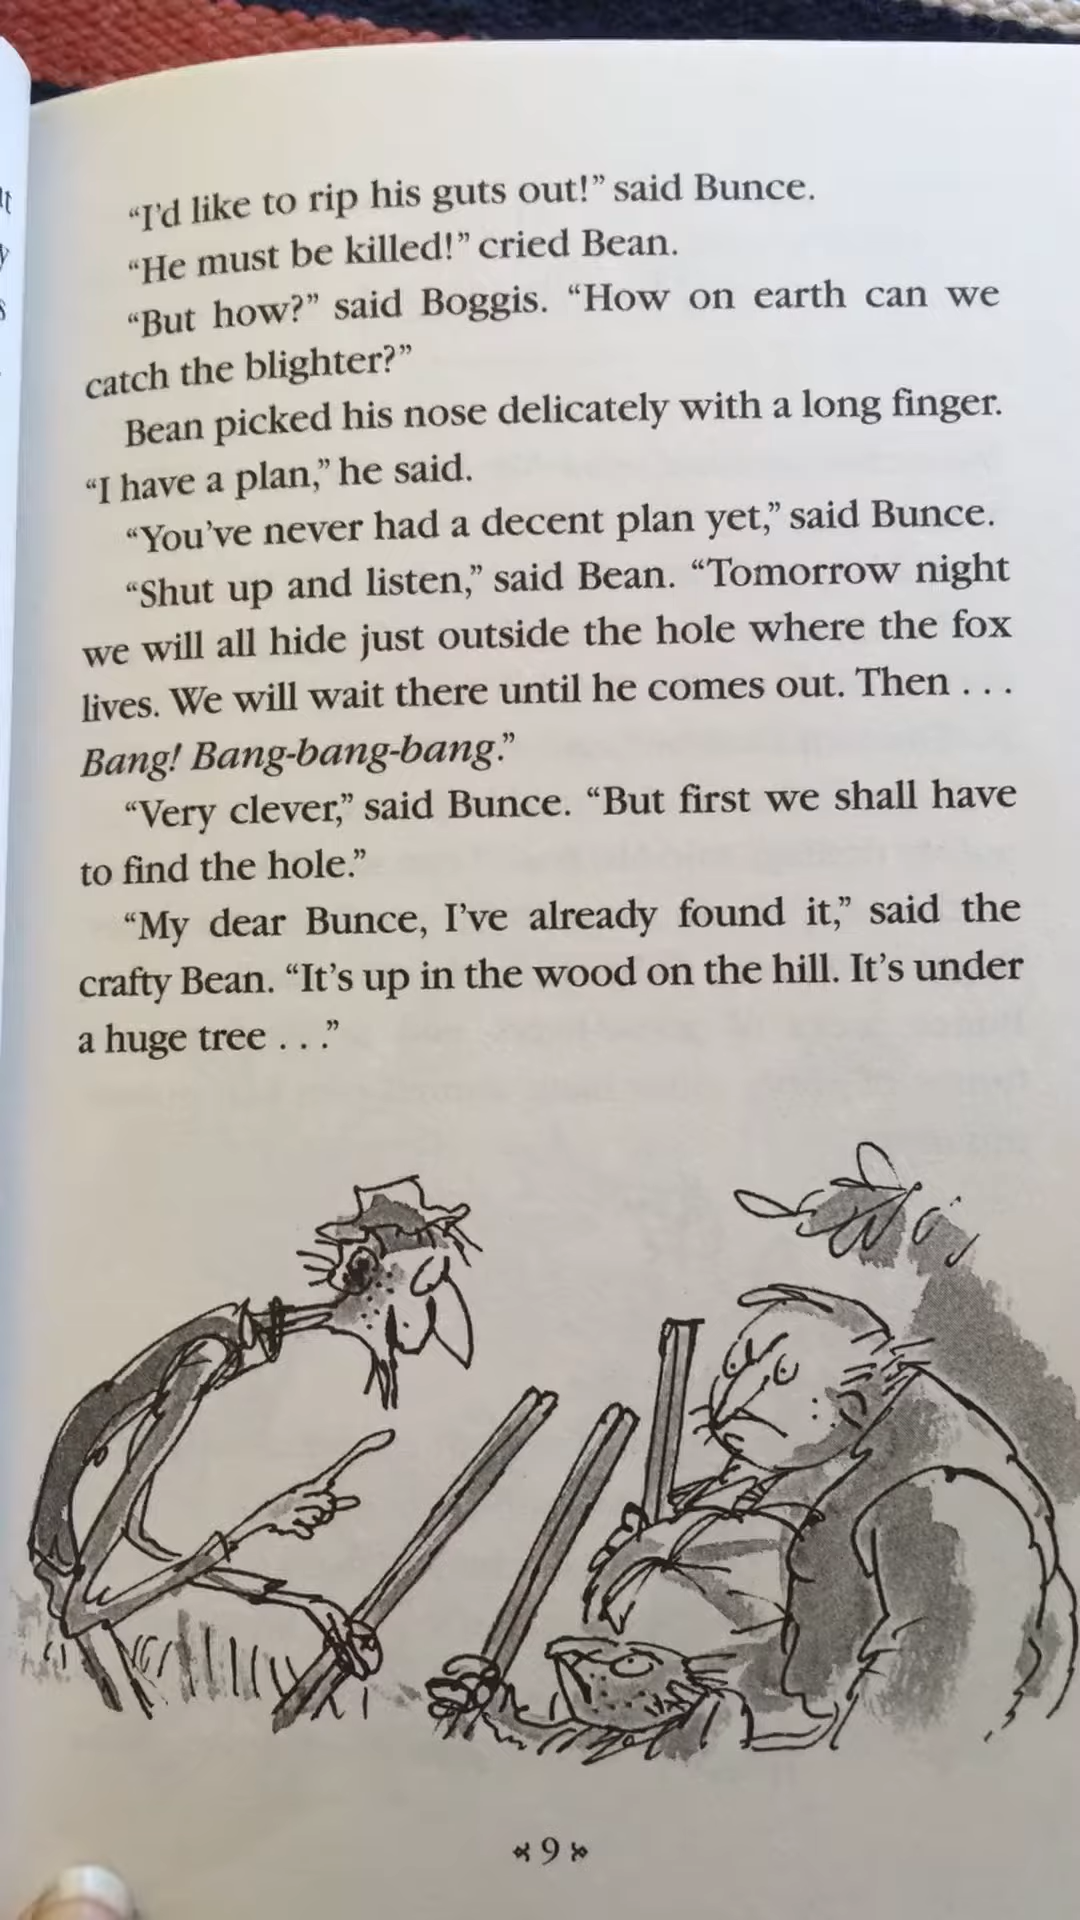 “I’d like to rip his guts out!” said Bunce.
“He must be killed!” cried Bean.
“But how?” said Boggis. “How on earth can we
catch the blighter?”
Bean picked his nose delicately with a long finger.
“I have a plan,” he said.
“You’ve never had a decent plan yet,” said Bunce.
“Shut up and listen,” said Bean. “Tomorrow night
we will all hide just outside the hole where the fox
lives. We will wait there until he comes out. Then . . .
Bang! Bang-bang-bang.”
“Very clever,” said Bunce. “But first we shall have
to find the hole.”
“My dear Bunce, I’ve already found it,” said the
crafty Bean. “It’s up in the wood on the hill. It’s under
a huge tree . . .”
9